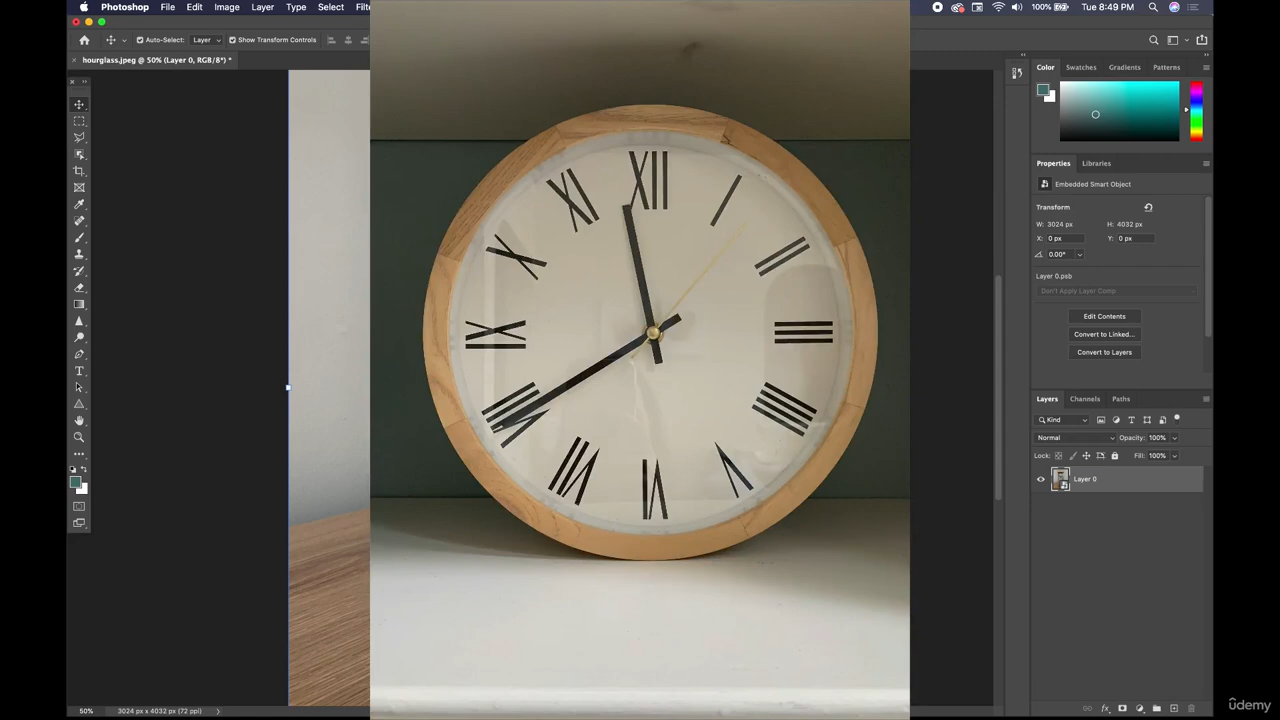 Photoshop File Edit Image Layer Type Select Filt 100% Tue 8:49 PM
Auto-Select: Layer Show Transform Controls
hourglass.jpeg @ 50% (Layer 0, RGB/8*) *
Color Swatches Gradients Patterns
Properties Libraries
Embedded Smart Object
Transform
W: 3024 px H: 4032 px
X: 0 px Y: 0 px
0.00°
Layer 0.psb
Don't Apply Layer Comp
Edit Contents
Convert to Linked...
Convert to Layers
Layers Channels Paths
Kind
Normal Opacity: 100%
Lock: Fill: 100%
Layer 0
fx
XII
I
II
III
IIII
V
VI
VII
VIII
IX
X
XI
50% 3024 px x 4032 px (72 ppi)
udemy